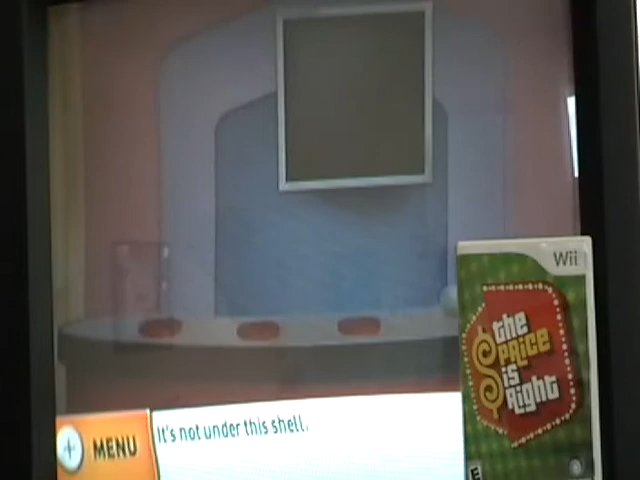 Wii
the
PRICE
is
Right
E
It's not under this shell.
+ MENU